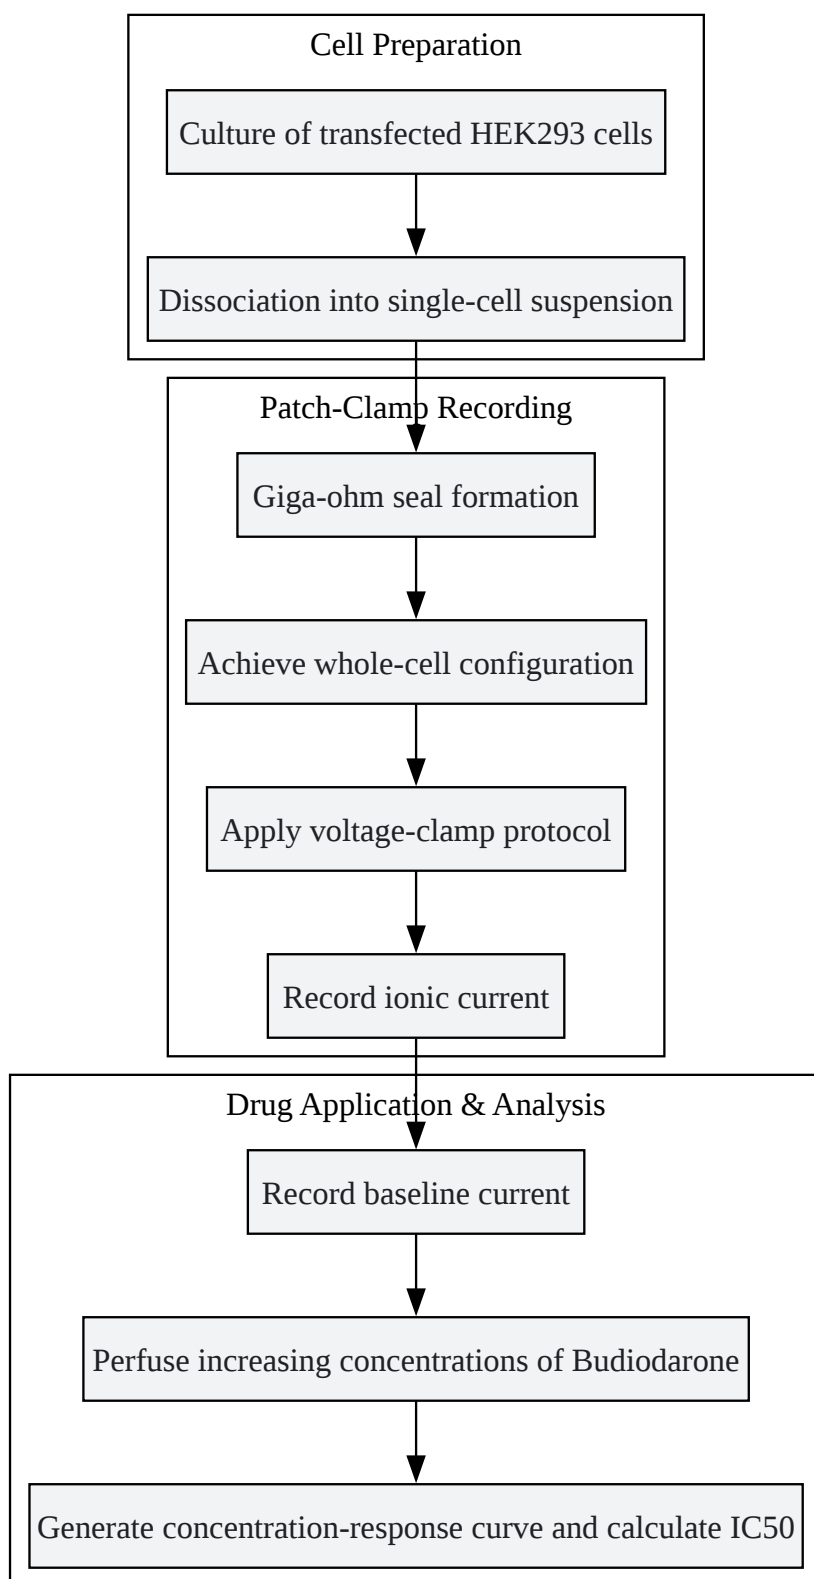 Cell Preparation
Culture of transfected HEK293 cells
Dissociation into single-cell suspension
Patch-Clamp Recording
Giga-ohm seal formation
Achieve whole-cell configuration
Apply voltage-clamp protocol
Record ionic current
Drug Application & Analysis
Record baseline current
Perfuse increasing concentrations of Budiodarone
Generate concentration-response curve and calculate IC50